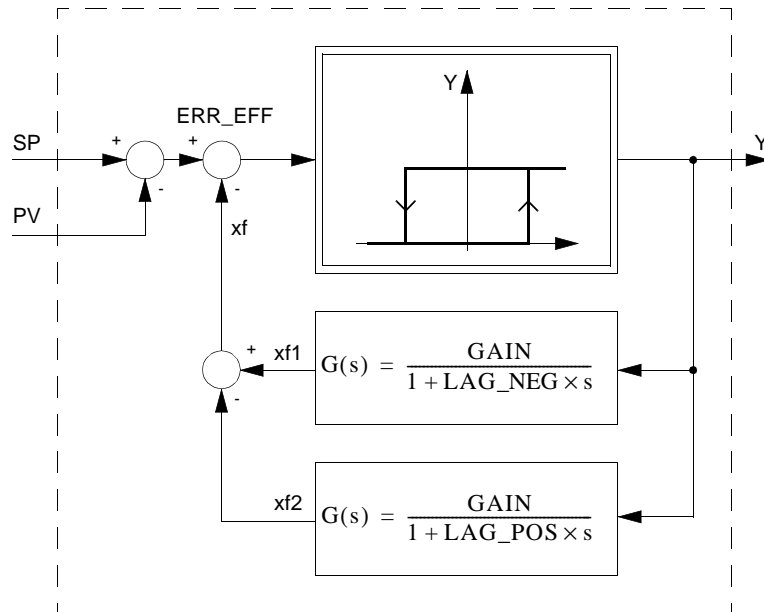 Y
ERR_EFF
SP
+
+
Y
-
-
PV
xf
xf1
+
G(s) = GAIN / 1 + LAG_NEG × s
-
xf2
G(s) = GAIN / 1 + LAG_POS × s